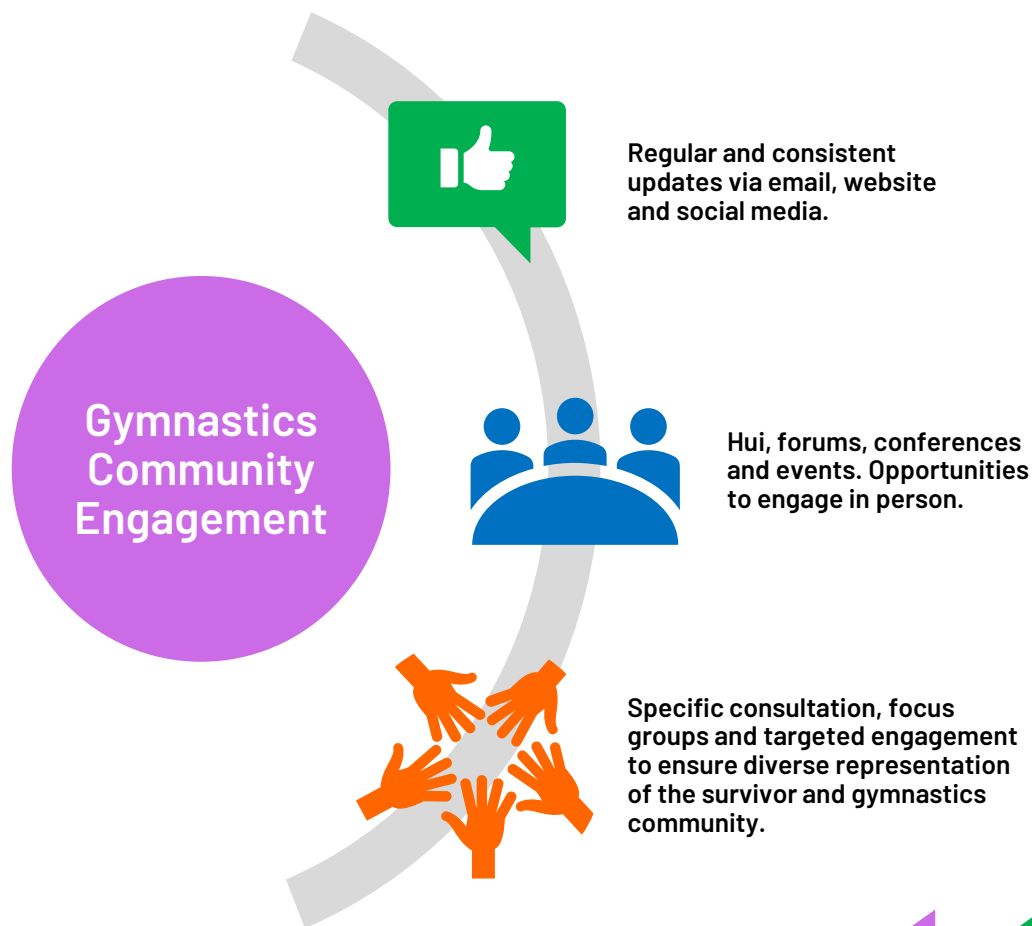 Regular and consistent
updates via email, website
and social media.
Gymnastics
Community
Engagement
Hui, forums, conferences
and events. Opportunities
to engage in person.
Specific consultation, focus
groups and targeted engagement
to ensure diverse representation
of the survivor and gymnastics
community.